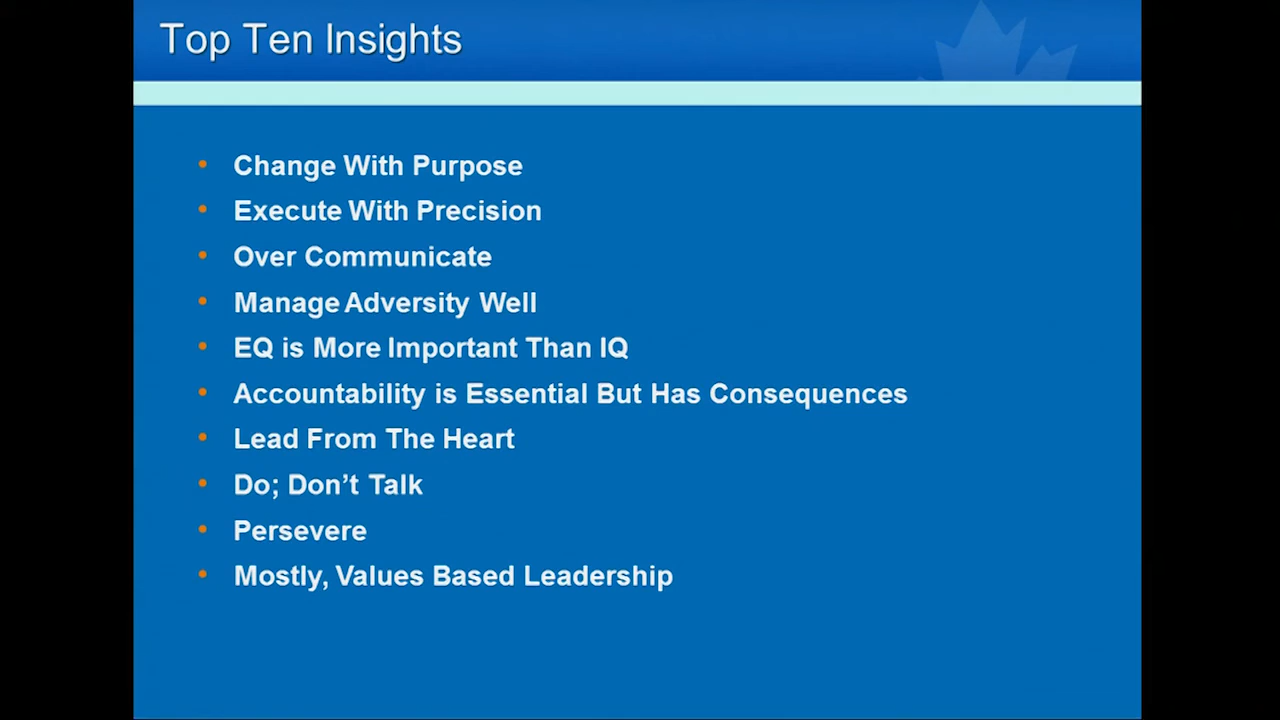 Top Ten Insights
• Change With Purpose
• Execute With Precision
• Over Communicate
• Manage Adversity Well
• EQ is More Important Than IQ
• Accountability is Essential But Has Consequences
• Lead From The Heart
• Do; Don’t Talk
• Persevere
• Mostly, Values Based Leadership